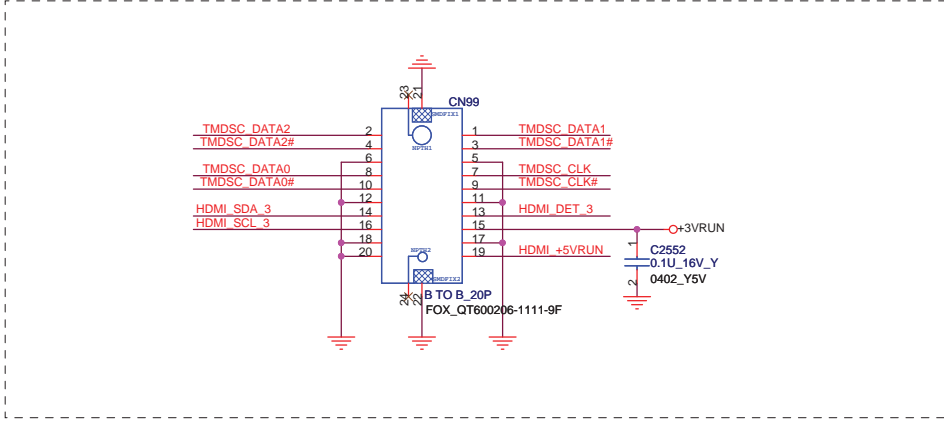 23
21
CN99
SMDFIX1
NPTH1
TMDSC_DATA2 2 1 TMDSC_DATA1
TMDSC_DATA2# 4 3 TMDSC_DATA1#
6 5
TMDSC_DATA0 8 7 TMDSC_CLK
TMDSC_DATA0# 10 9 TMDSC_CLK#
12 11
HDMI_SDA_3 14 13 HDMI_DET_3
HDMI_SCL_3 16 15 +3VRUN
18 17
20 19 HDMI_+5VRUN
NPTH2
SMDFIX2
1
C2552
0.1U_16V_Y
2
0402_Y5V
24
22
B TO B_20P
FOX_QT600206-1111-9F